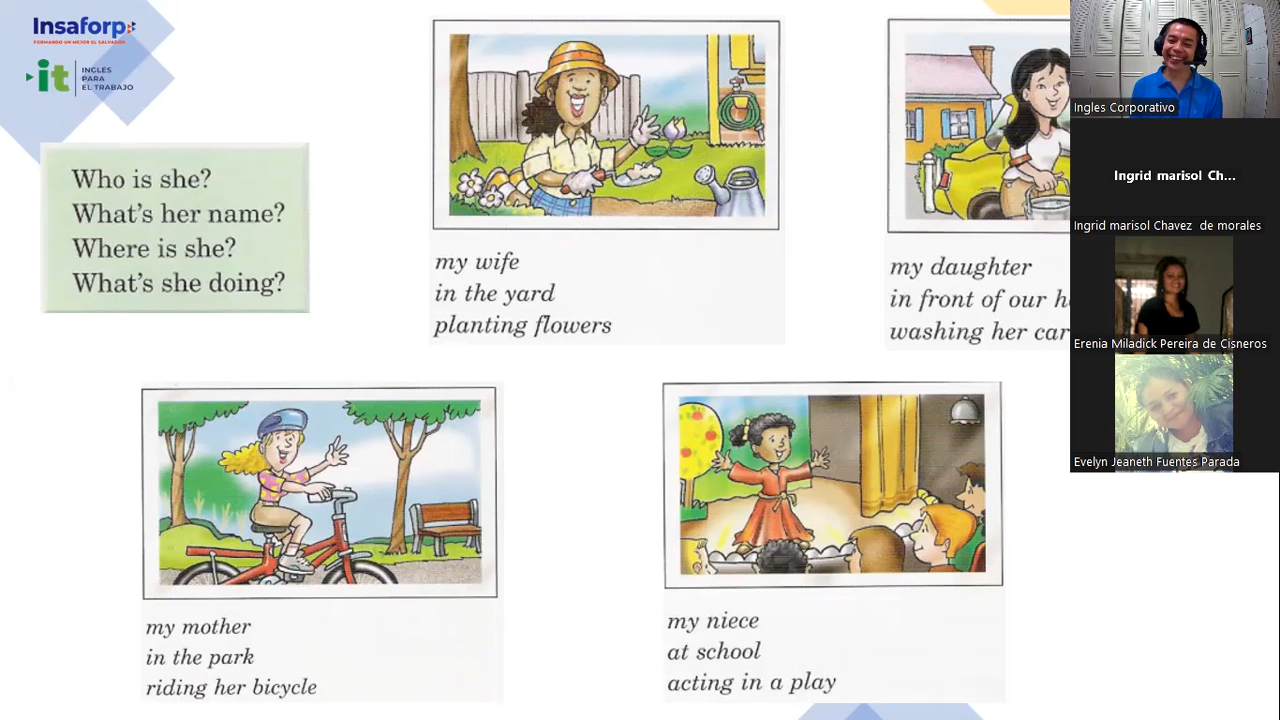 Insaforp
FORMANDO UN MEJOR EL SALVADOR
it
INGLES
PARA
EL TRABAJO
Who is she?
What's her name?
Where is she?
What's she doing?
my wife
in the yard
planting flowers
my daughter
in front of our
washing her car
my mother
in the park
riding her bicycle
my niece
at school
acting in a play
Ingles Corporativo
Ingrid marisol Ch...
Ingrid marisol Chavez de morales
Erenia Miladick Pereira de Cisneros
Evelyn Jeaneth Fuentes Parada